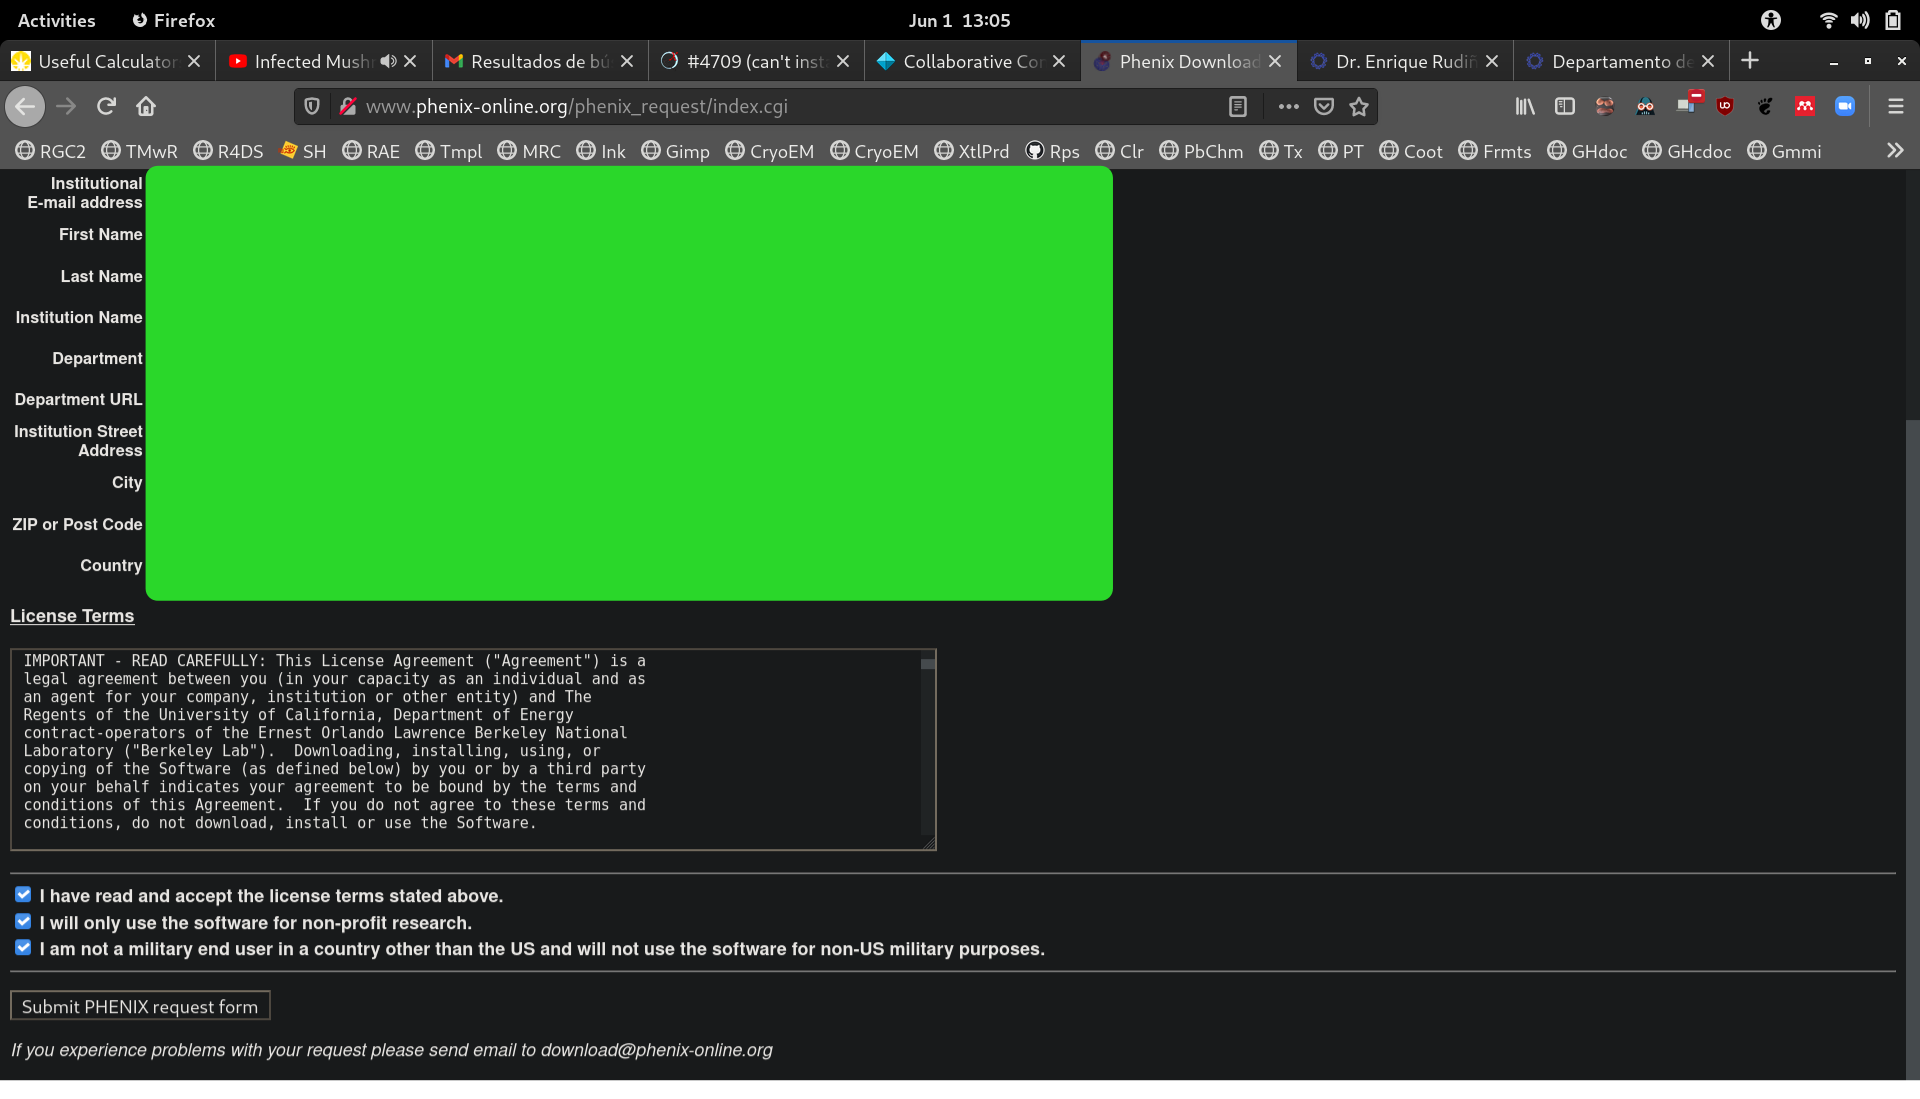 Activities Firefox Jun 1 13:05
Useful Calculator Infected Mushr Resultados de bú #4709 (can't inst Collaborative Cor Phenix Download Dr. Enrique Rudiñ Departamento de
www.phenix-online.org/phenix_request/index.cgi
RGC2 TMwR R4DS SH RAE Tmpl MRC Ink Gimp CryoEM CryoEM XtlPrd Rps Clr PbChm Tx PT Coot Frmts GHdoc GHcdoc Gmmi
Institutional
E-mail address
First Name
Last Name
Institution Name
Department
Department URL
Institution Street
Address
City
ZIP or Post Code
Country
License Terms
IMPORTANT - READ CAREFULLY: This License Agreement ("Agreement") is a
legal agreement between you (in your capacity as an individual and as
an agent for your company, institution or other entity) and The
Regents of the University of California, Department of Energy
contract-operators of the Ernest Orlando Lawrence Berkeley National
Laboratory ("Berkeley Lab"). Downloading, installing, using, or
copying of the Software (as defined below) by you or by a third party
on your behalf indicates your agreement to be bound by the terms and
conditions of this Agreement. If you do not agree to these terms and
conditions, do not download, install or use the Software.
I have read and accept the license terms stated above.
I will only use the software for non-profit research.
I am not a military end user in a country other than the US and will not use the software for non-US military purposes.
Submit PHENIX request form
If you experience problems with your request please send email to download@phenix-online.org